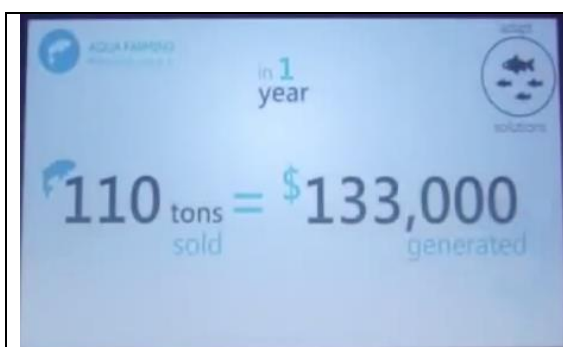 AQUA FARMING
in 1
year
solutions
110 tons = $133,000
sold
generated